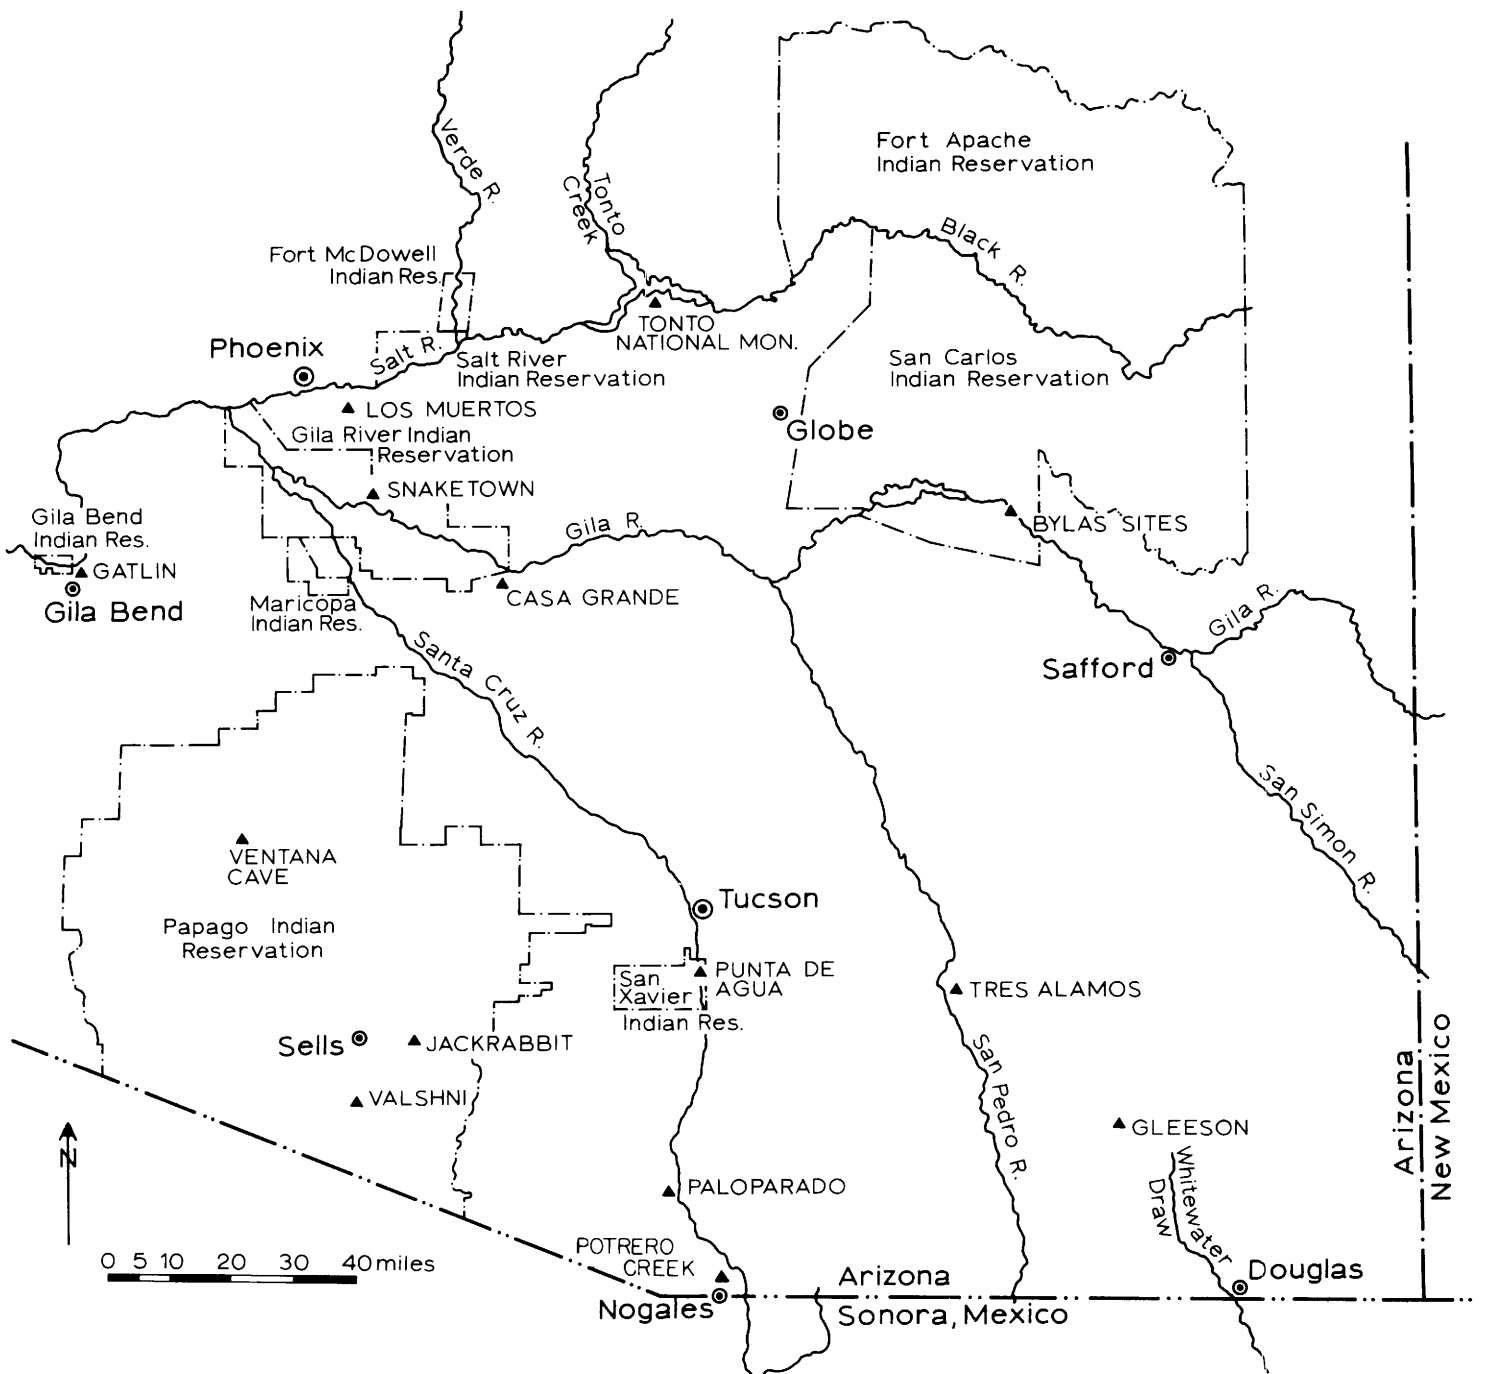 Verde R.
Tonto
Creek
Fort Apache
Indian Reservation
Black R.
Fort McDowell
Indian Res.
TONTO
NATIONAL MON.
Phoenix
Salt R.
Salt River
Indian Reservation
San Carlos
Indian Reservation
LOS MUERTOS
Globe
Gila River Indian
Reservation
SNAKETOWN
Gila Bend
Indian Res.
Gila R.
BYLAS SITES
GATLIN
Gila Bend
CASA GRANDE
Maricopa
Indian Res.
Gila R.
Santa Cruz R.
Safford
San Simon R.
VENTANA
CAVE
Tucson
Papago Indian
Reservation
San
Xavier
Indian Res.
PUNTA DE
AGUA
TRES ALAMOS
Sells
JACKRABBIT
San Pedro R.
VALSHNI
Arizona
New Mexico
GLEESON
N
Whitewater
Draw
PALOPARADO
0 5 10 20 30 40 miles
POTRERO
CREEK
Nogales
Arizona
Sonora, Mexico
Douglas